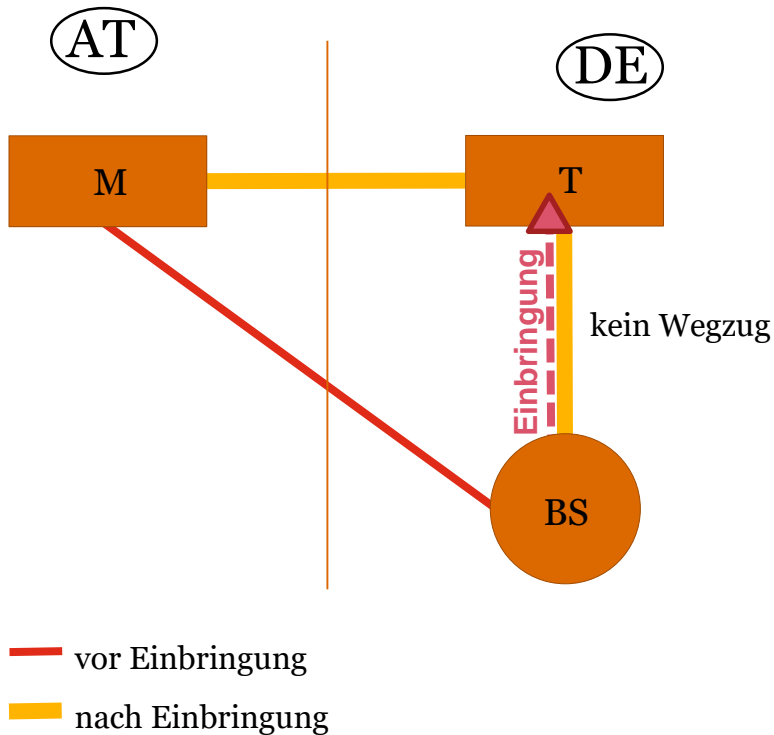 AT
DE
M
T
Einbringung
kein Wegzug
BS
vor Einbringung
nach Einbringung